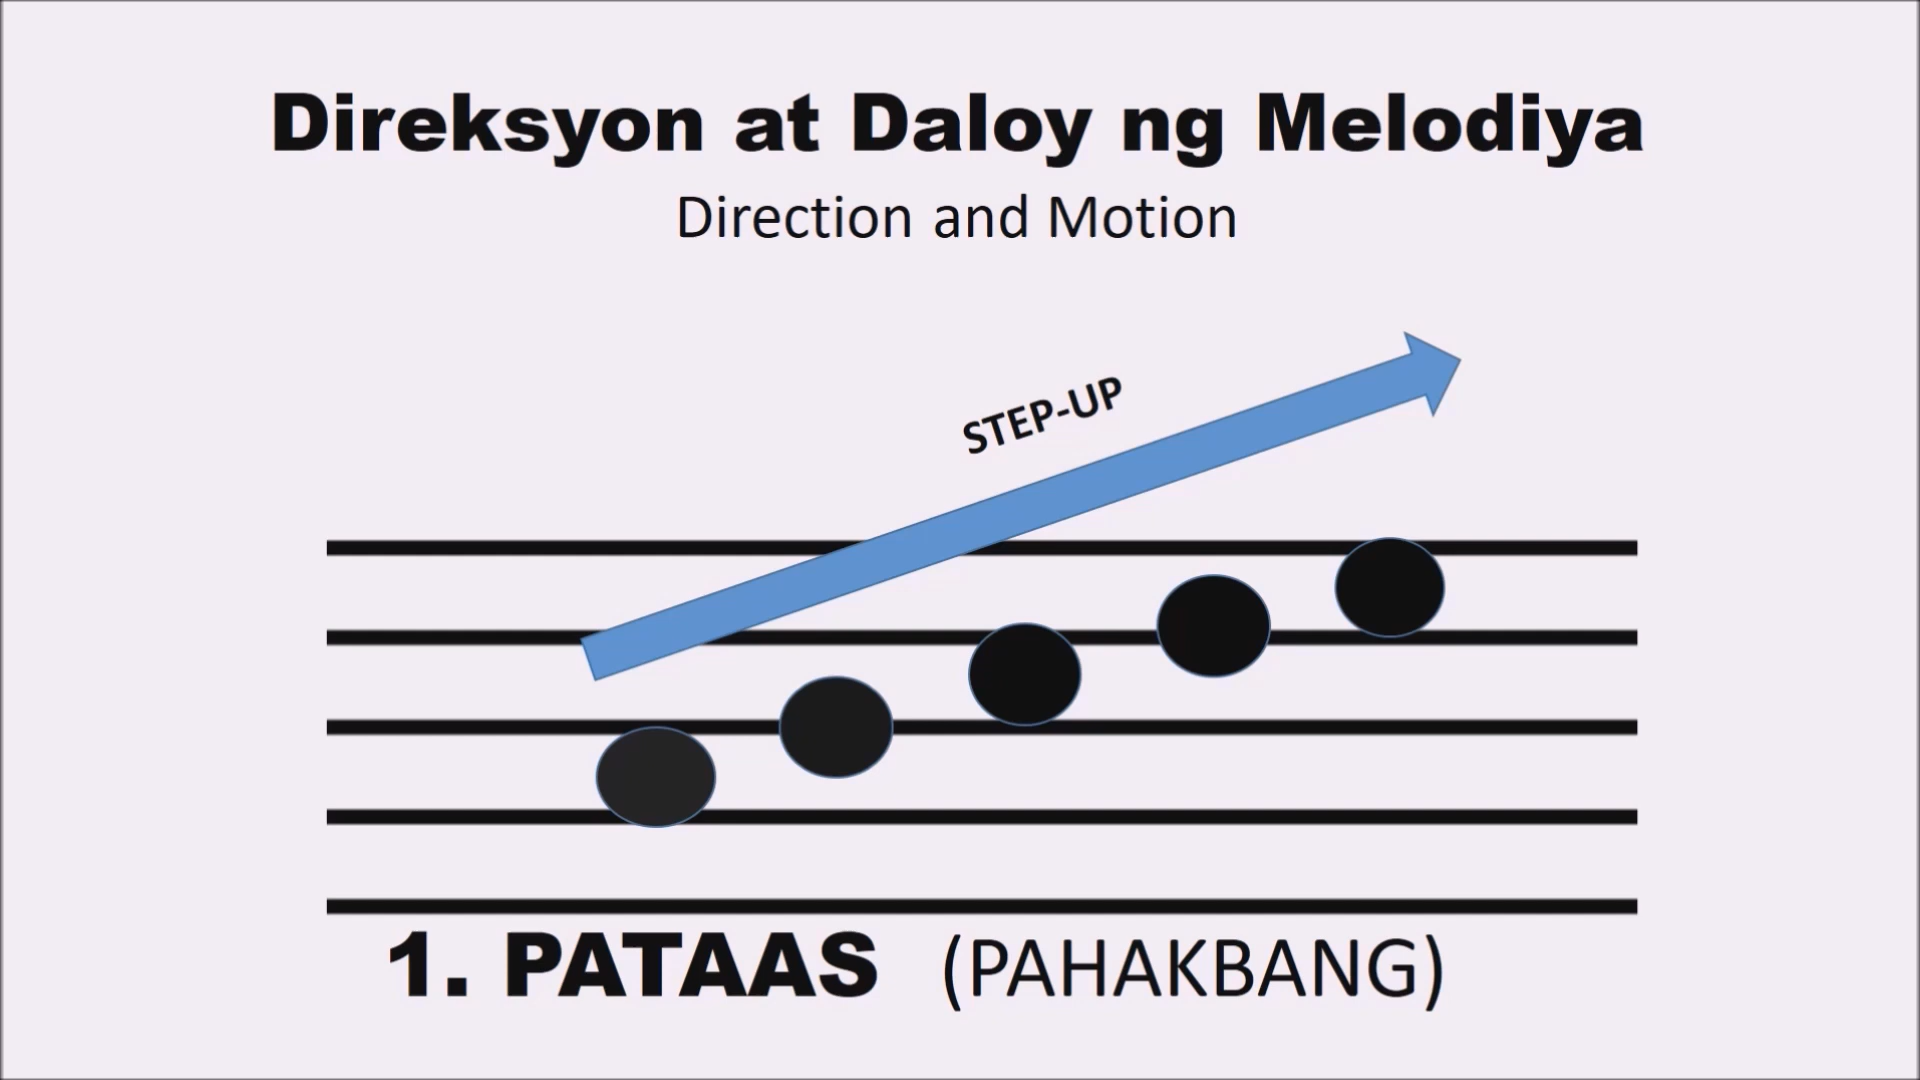 Direksyon at Daloy ng Melodiya
Direction and Motion
STEP-UP
1. PATAAS (PAHAKBANG)